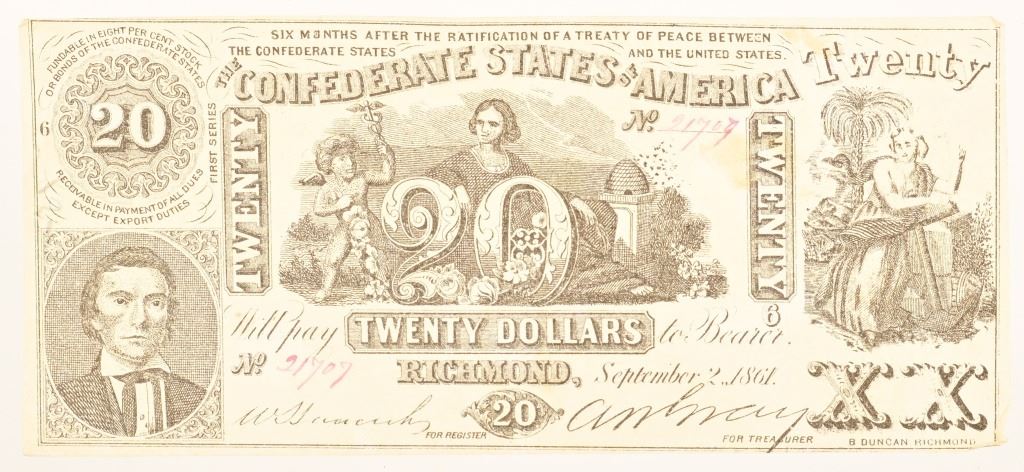 SIX MONTHS AFTER THE RATIFICATION OF A TREATY OF PEACE BETWEEN
THE CONFEDERATE STATES AND THE UNITED STATES.
THE CONFEDERATE STATES OF AMERICA
Twenty
FUNDABLE IN EIGHT PER CENT STOCK
OR BONDS OF THE CONFEDERATE STATES
6
20
FIRST SERIES
RECEIVABLE IN PAYMENT OF ALL DUES
EXCEPT EXPORT DUTIES
TWENTY
No. 21707
TWENTY
20
6
Will pay TWENTY DOLLARS to Bearer.
No. 21707
RICHMOND, September 2, 1861.
XX
20
FOR REGISTER
FOR TREASURER
B DUNCAN RICHMOND